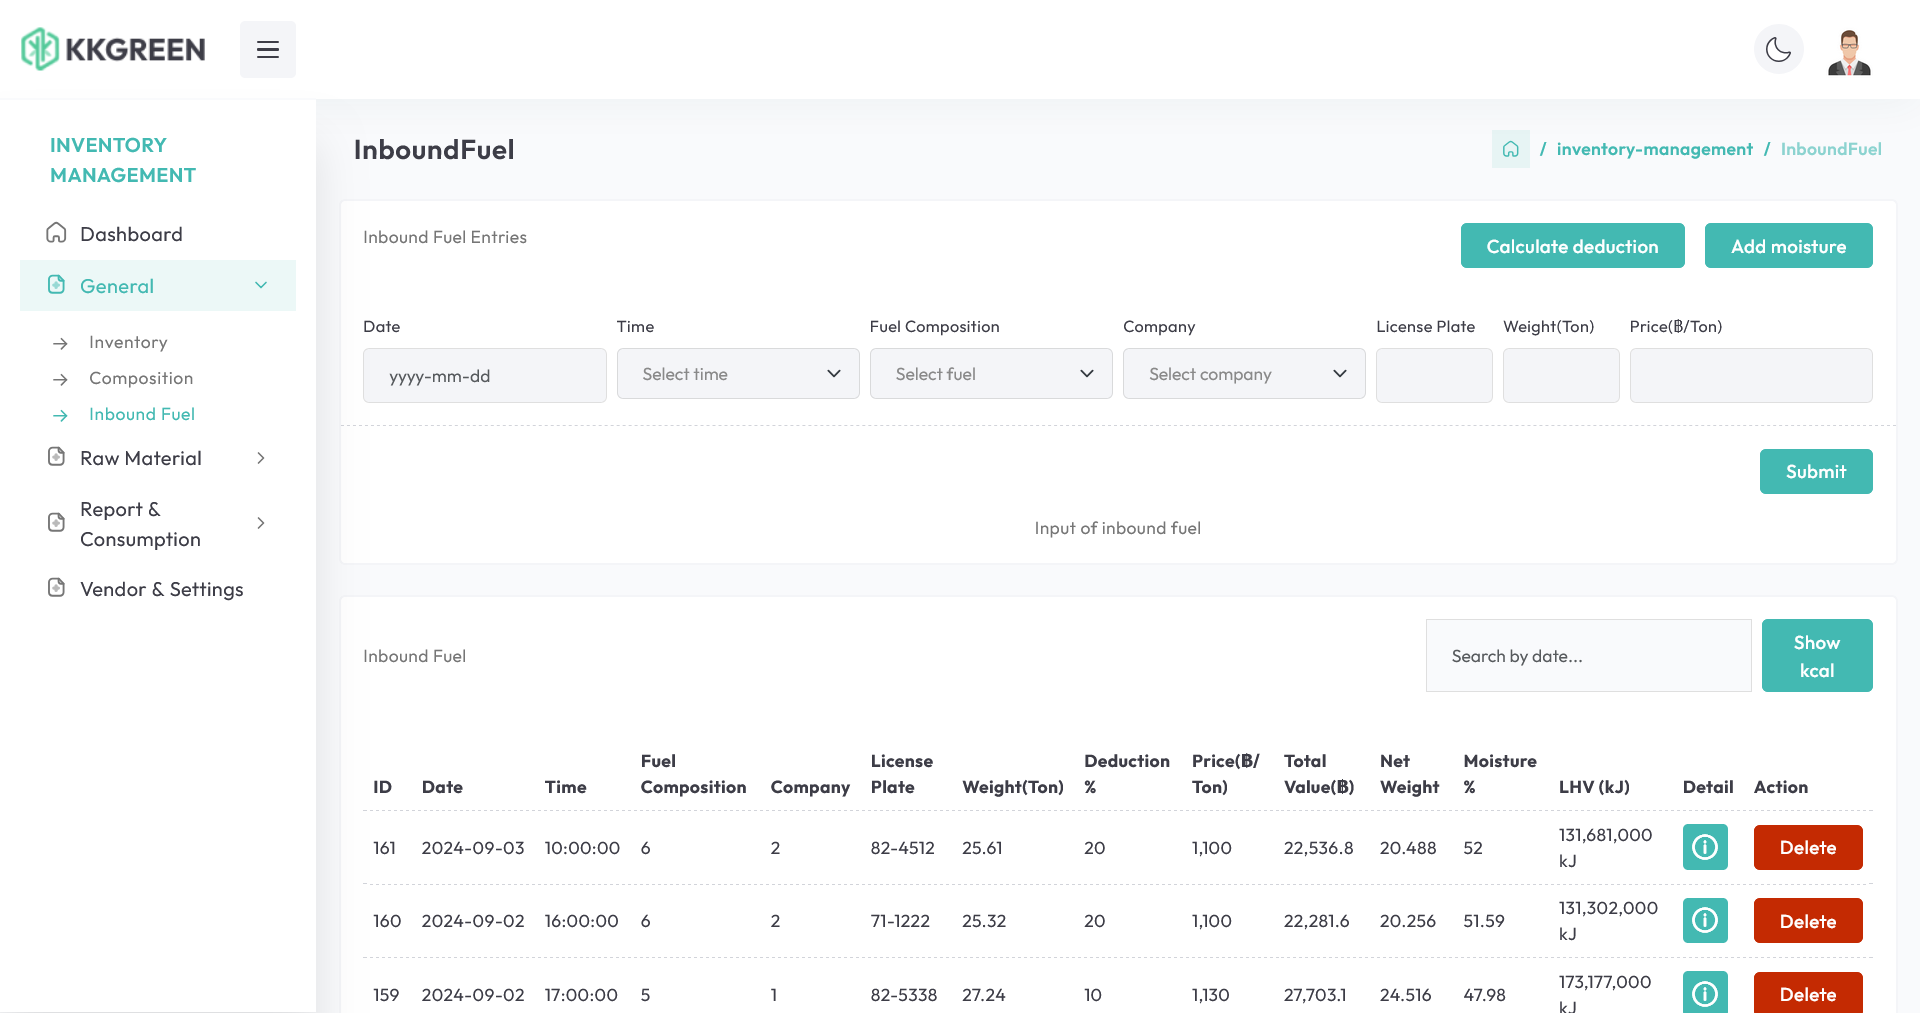 KKGREEN
INVENTORY
MANAGEMENT
Dashboard
General
Inventory
Composition
Inbound Fuel
Raw Material
Report &
Consumption
Vendor & Settings
InboundFuel
/ inventory-management / InboundFuel
Inbound Fuel Entries
Calculate deduction
Add moisture
Date Time Fuel Composition Company License Plate Weight(Ton) Price(฿/Ton)
yyyy-mm-dd Select time Select fuel Select company
Submit
Input of inbound fuel
Inbound Fuel
Search by date...
Show
kcal
Fuel License Deduction Price(฿/ Total Net Moisture
ID Date Time Composition Company Plate Weight(Ton) % Ton) Value(฿) Weight % LHV (kJ) Detail Action
161 2024-09-03 10:00:00 6 2 82-4512 25.61 20 1,100 22,536.8 20.488 52 131,681,000 Delete
kJ
160 2024-09-02 16:00:00 6 2 71-1222 25.32 20 1,100 22,281.6 20.256 51.59 131,302,000 Delete
kJ
159 2024-09-02 17:00:00 5 1 82-5338 27.24 10 1,130 27,703.1 24.516 47.98 173,177,000 Delete
kJ